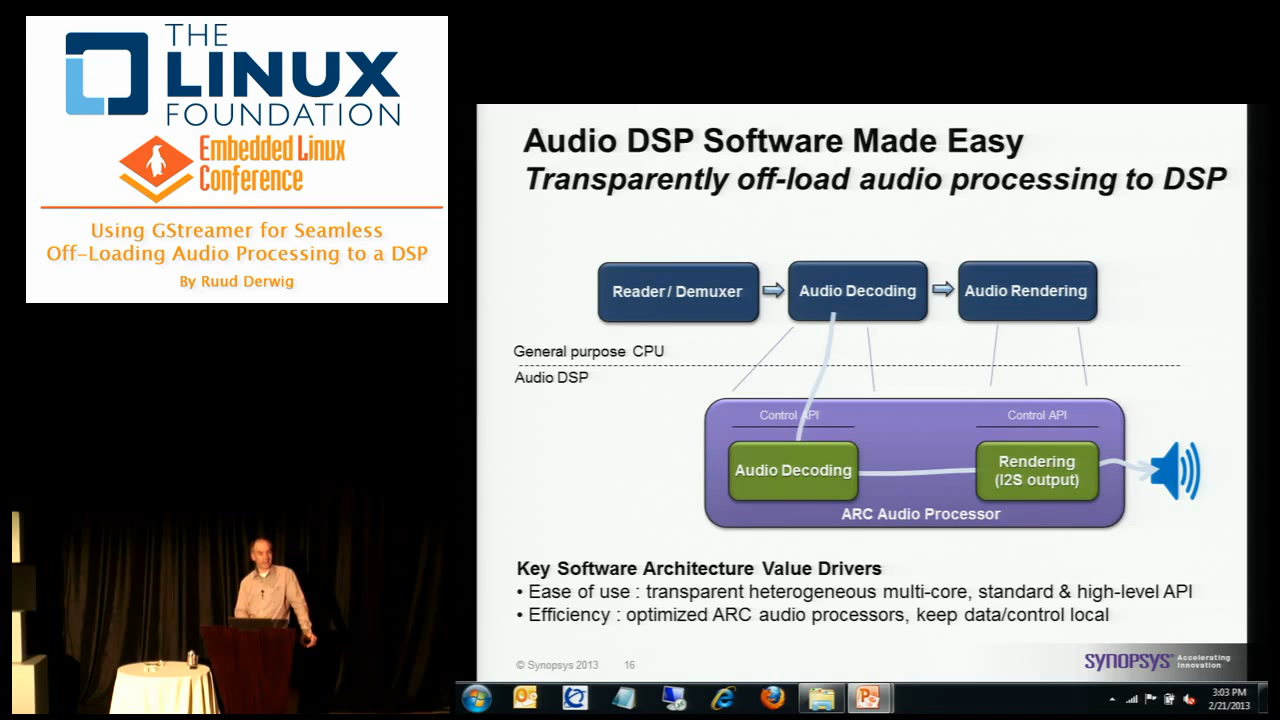 THE
LINUX
FOUNDATION
Embedded Linux
Conference
Using GStreamer for Seamless
Off-Loading Audio Processing to a DSP
By Ruud Derwig
Audio DSP Software Made Easy
Transparently off-load audio processing to DSP
Reader / Demuxer
Audio Decoding
Audio Rendering
General purpose CPU
Audio DSP
Control API
Control API
Audio Decoding
Rendering
(I2S output)
ARC Audio Processor
Key Software Architecture Value Drivers
• Ease of use : transparent heterogeneous multi-core, standard & high-level API
• Efficiency : optimized ARC audio processors, keep data/control local
© Synopsys 2013 16
SYNOPSYS Accelerating
Innovation
3:03 PM
2/21/2013